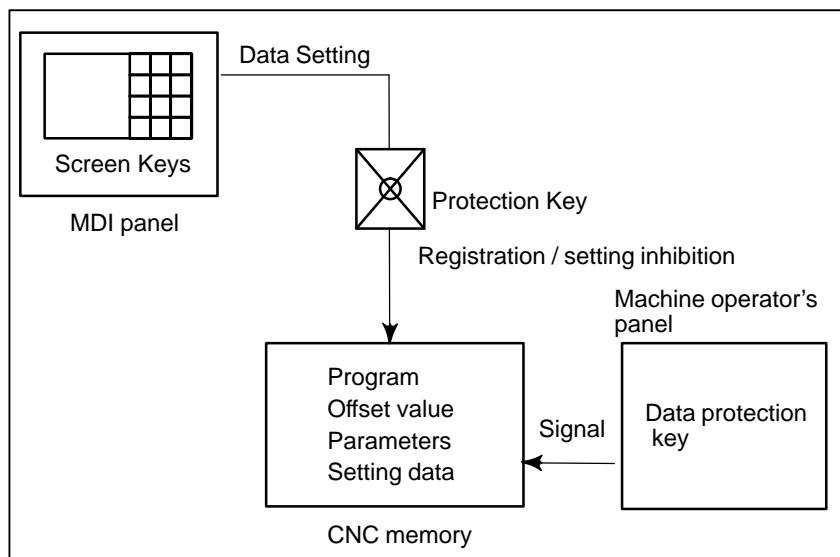 Data Setting
Screen Keys
MDI panel
Protection Key
Registration / setting inhibition
Machine operator's
panel
Program
Offset value
Parameters
Setting data
CNC memory
Signal
Data protection
key